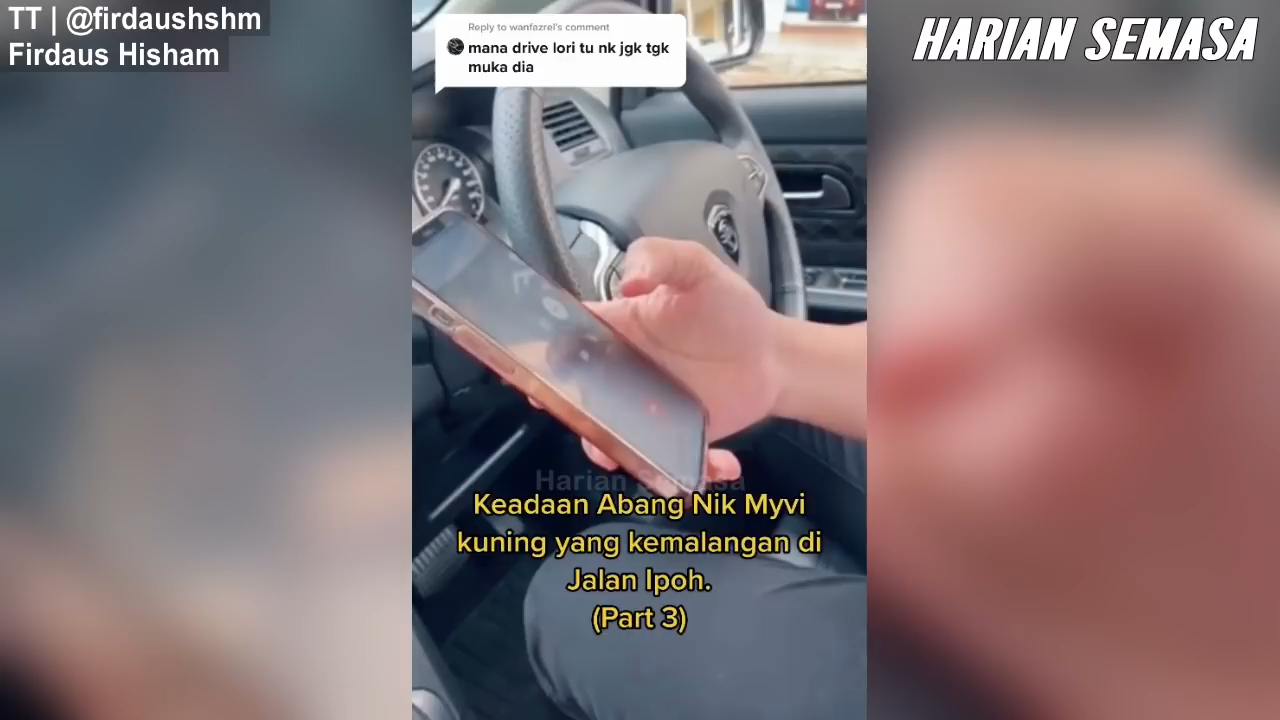 TT | @firdaushshm
Firdaus Hisham
HARIAN SEMASA
Reply to wanfazrel's comment
mana drive lori tu nk jgk tgk
muka dia
Harian Semasa
Keadaan Abang Nik Myvi
kuning yang kemalangan di
Jalan Ipoh.
(Part 3)